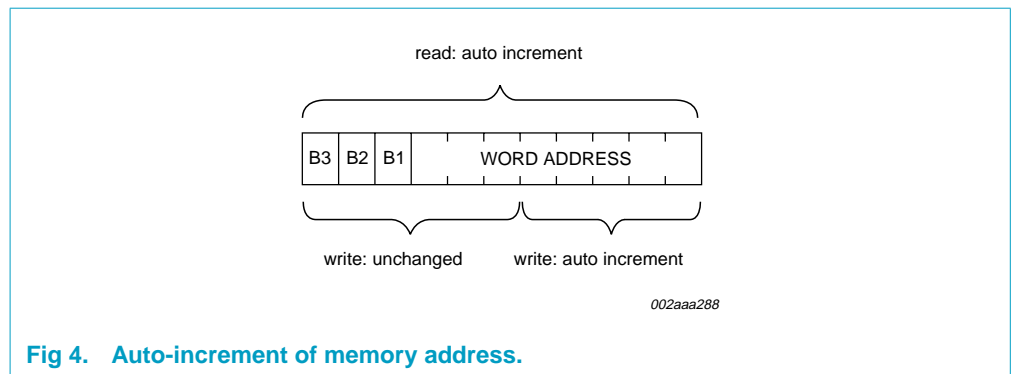 read: auto increment
B3 B2 B1 WORD ADDRESS
write: unchanged write: auto increment
002aaa288
Fig 4. Auto-increment of memory address.